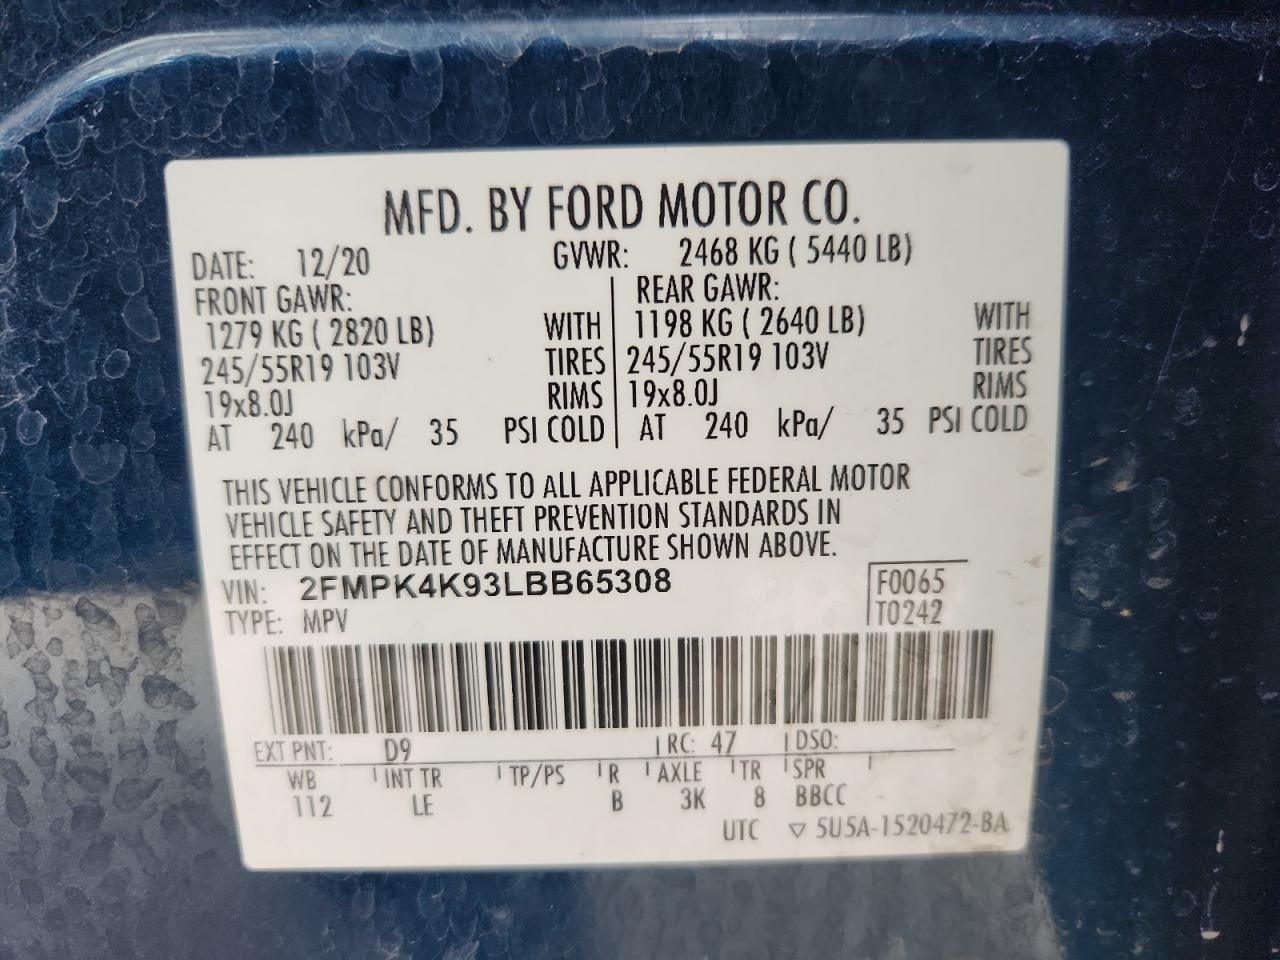 MFD. BY FORD MOTOR CO.
DATE: 12/20 GVWR: 2468 KG ( 5440 LB)
FRONT GAWR: REAR GAWR:
1279 KG ( 2820 LB) WITH 1198 KG ( 2640 LB) WITH
245/55R19 103V TIRES 245/55R19 103V TIRES
19x8.0J RIMS 19x8.0J RIMS
AT 240 kPa/ 35 PSI COLD AT 240 kPa/ 35 PSI COLD
THIS VEHICLE CONFORMS TO ALL APPLICABLE FEDERAL MOTOR
VEHICLE SAFETY AND THEFT PREVENTION STANDARDS IN
EFFECT ON THE DATE OF MANUFACTURE SHOWN ABOVE.
VIN: 2FMPK4K93LBB65308 F0065
TYPE: MPV T0242
EXT PNT: D9 RC: 47 DSO:
WB INT TR TP/PS R AXLE TR SPR
112 LE B 3K 8 BBCC
UTC ▽ 5U5A-1520472-BA